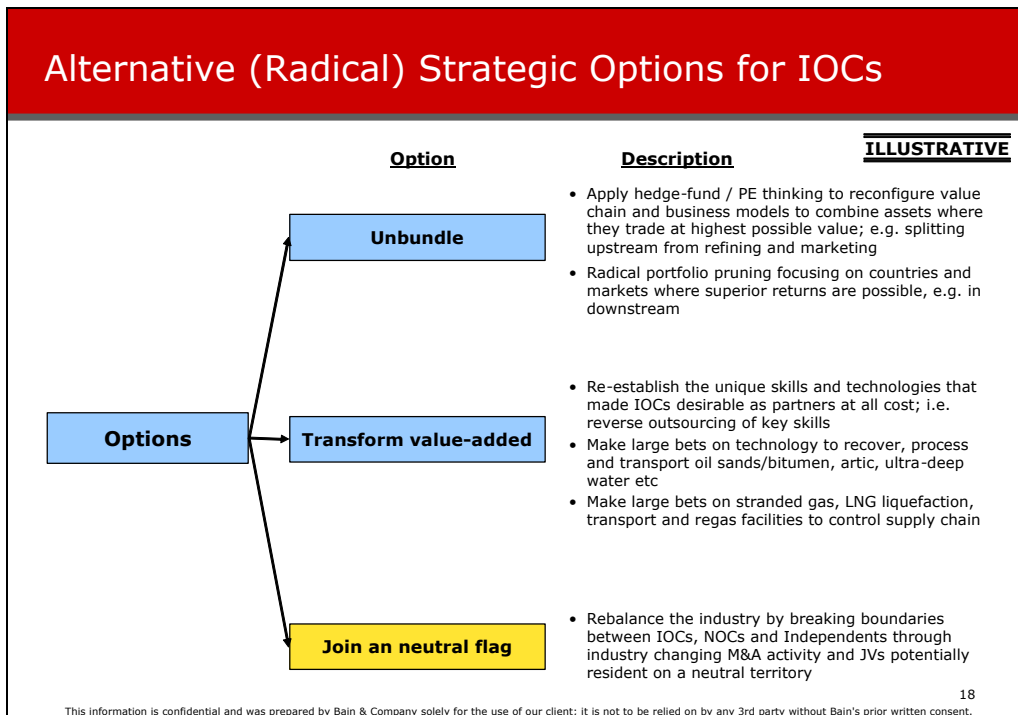 Alternative (Radical) Strategic Options for IOCs
ILLUSTRATIVE
Option
Description
Unbundle
• Apply hedge-fund / PE thinking to reconfigure value
chain and business models to combine assets where
they trade at highest possible value; e.g. splitting
upstream from refining and marketing
• Radical portfolio pruning focusing on countries and
markets where superior returns are possible, e.g. in
downstream
Options
Transform value-added
• Re-establish the unique skills and technologies that
made IOCs desirable as partners at all cost; i.e.
reverse outsourcing of key skills
• Make large bets on technology to recover, process
and transport oil sands/bitumen, artic, ultra-deep
water etc
• Make large bets on stranded gas, LNG liquefaction,
transport and regas facilities to control supply chain
Join an neutral flag
• Rebalance the industry by breaking boundaries
between IOCs, NOCs and Independents through
industry changing M&A activity and JVs potentially
resident on a neutral territory
18
This information is confidential and was prepared by Bain & Company solely for the use of our client; it is not to be relied on by any 3rd party without Bain's prior written consent.